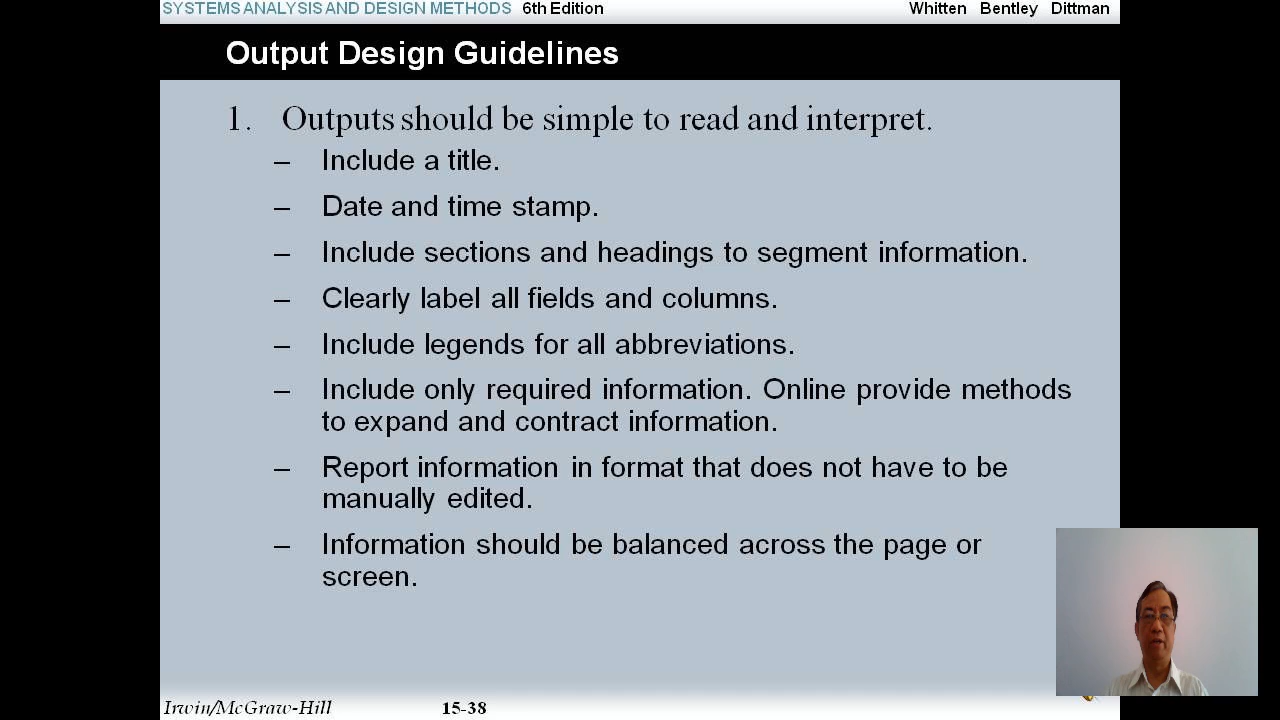 SYSTEMS ANALYSIS AND DESIGN METHODS 6th Edition Whitten Bentley Dittman
Output Design Guidelines
1. Outputs should be simple to read and interpret.
– Include a title.
– Date and time stamp.
– Include sections and headings to segment information.
– Clearly label all fields and columns.
– Include legends for all abbreviations.
– Include only required information. Online provide methods
to expand and contract information.
– Report information in format that does not have to be
manually edited.
– Information should be balanced across the page or
screen.
Irwin/McGraw-Hill 15-38